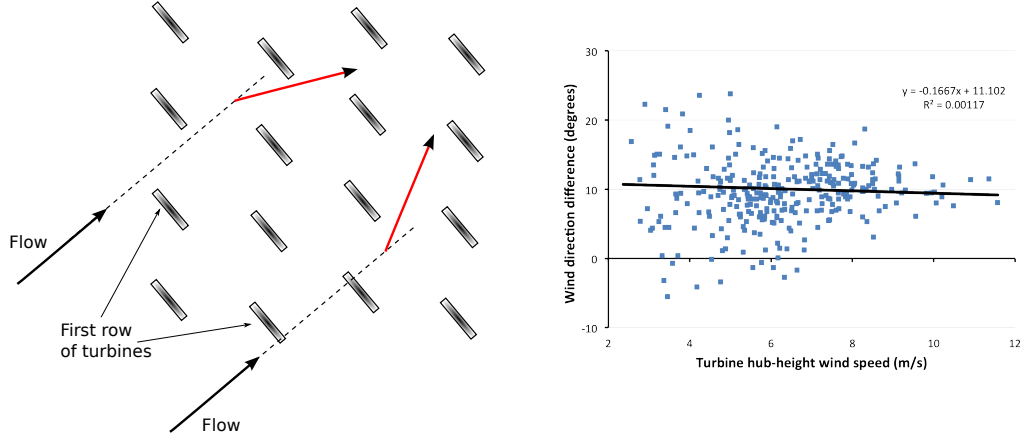 Flow
First row
of turbines
Flow
30
20
10
0
-10
2
4
6
8
10
12
Wind direction difference (degrees)
Turbine hub-height wind speed (m/s)
y = -0.1667x + 11.102
R² = 0.00117